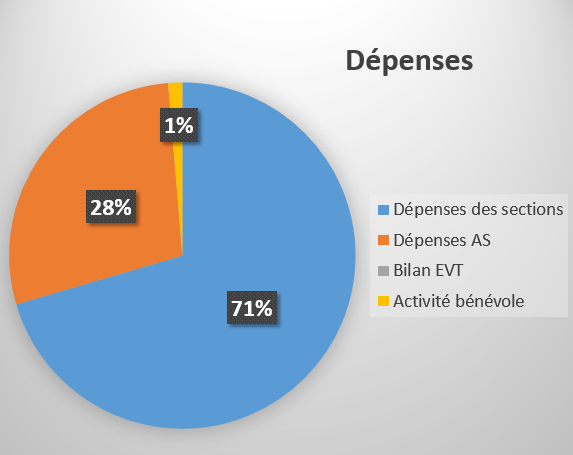 Dépenses
1%
28%
71%
Dépenses des sections
Dépenses AS
Bilan EVT
Activité bénévole